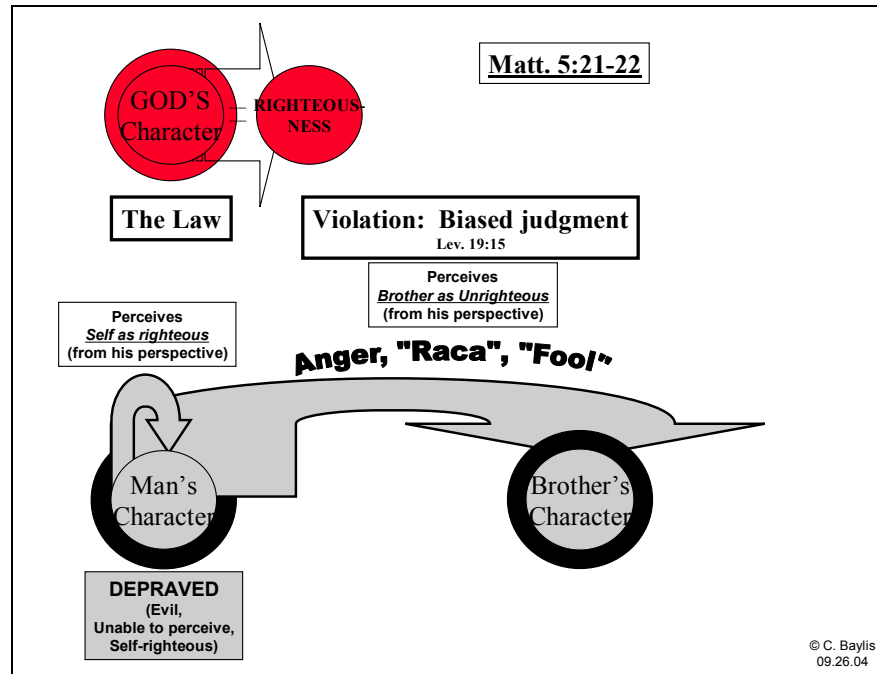 Matt. 5:21-22
GOD'S
Character
RIGHTEOUS-
NESS
The Law
Violation: Biased judgment
Lev. 19:15
Perceives
Brother as Unrighteous
(from his perspective)
Perceives
Self as righteous
(from his perspective)
Anger, "Raca", "Fool"
Man's
Character
Brother's
Character
DEPRAVED
(Evil,
Unable to perceive,
Self-righteous)
© C. Baylis
09.26.04